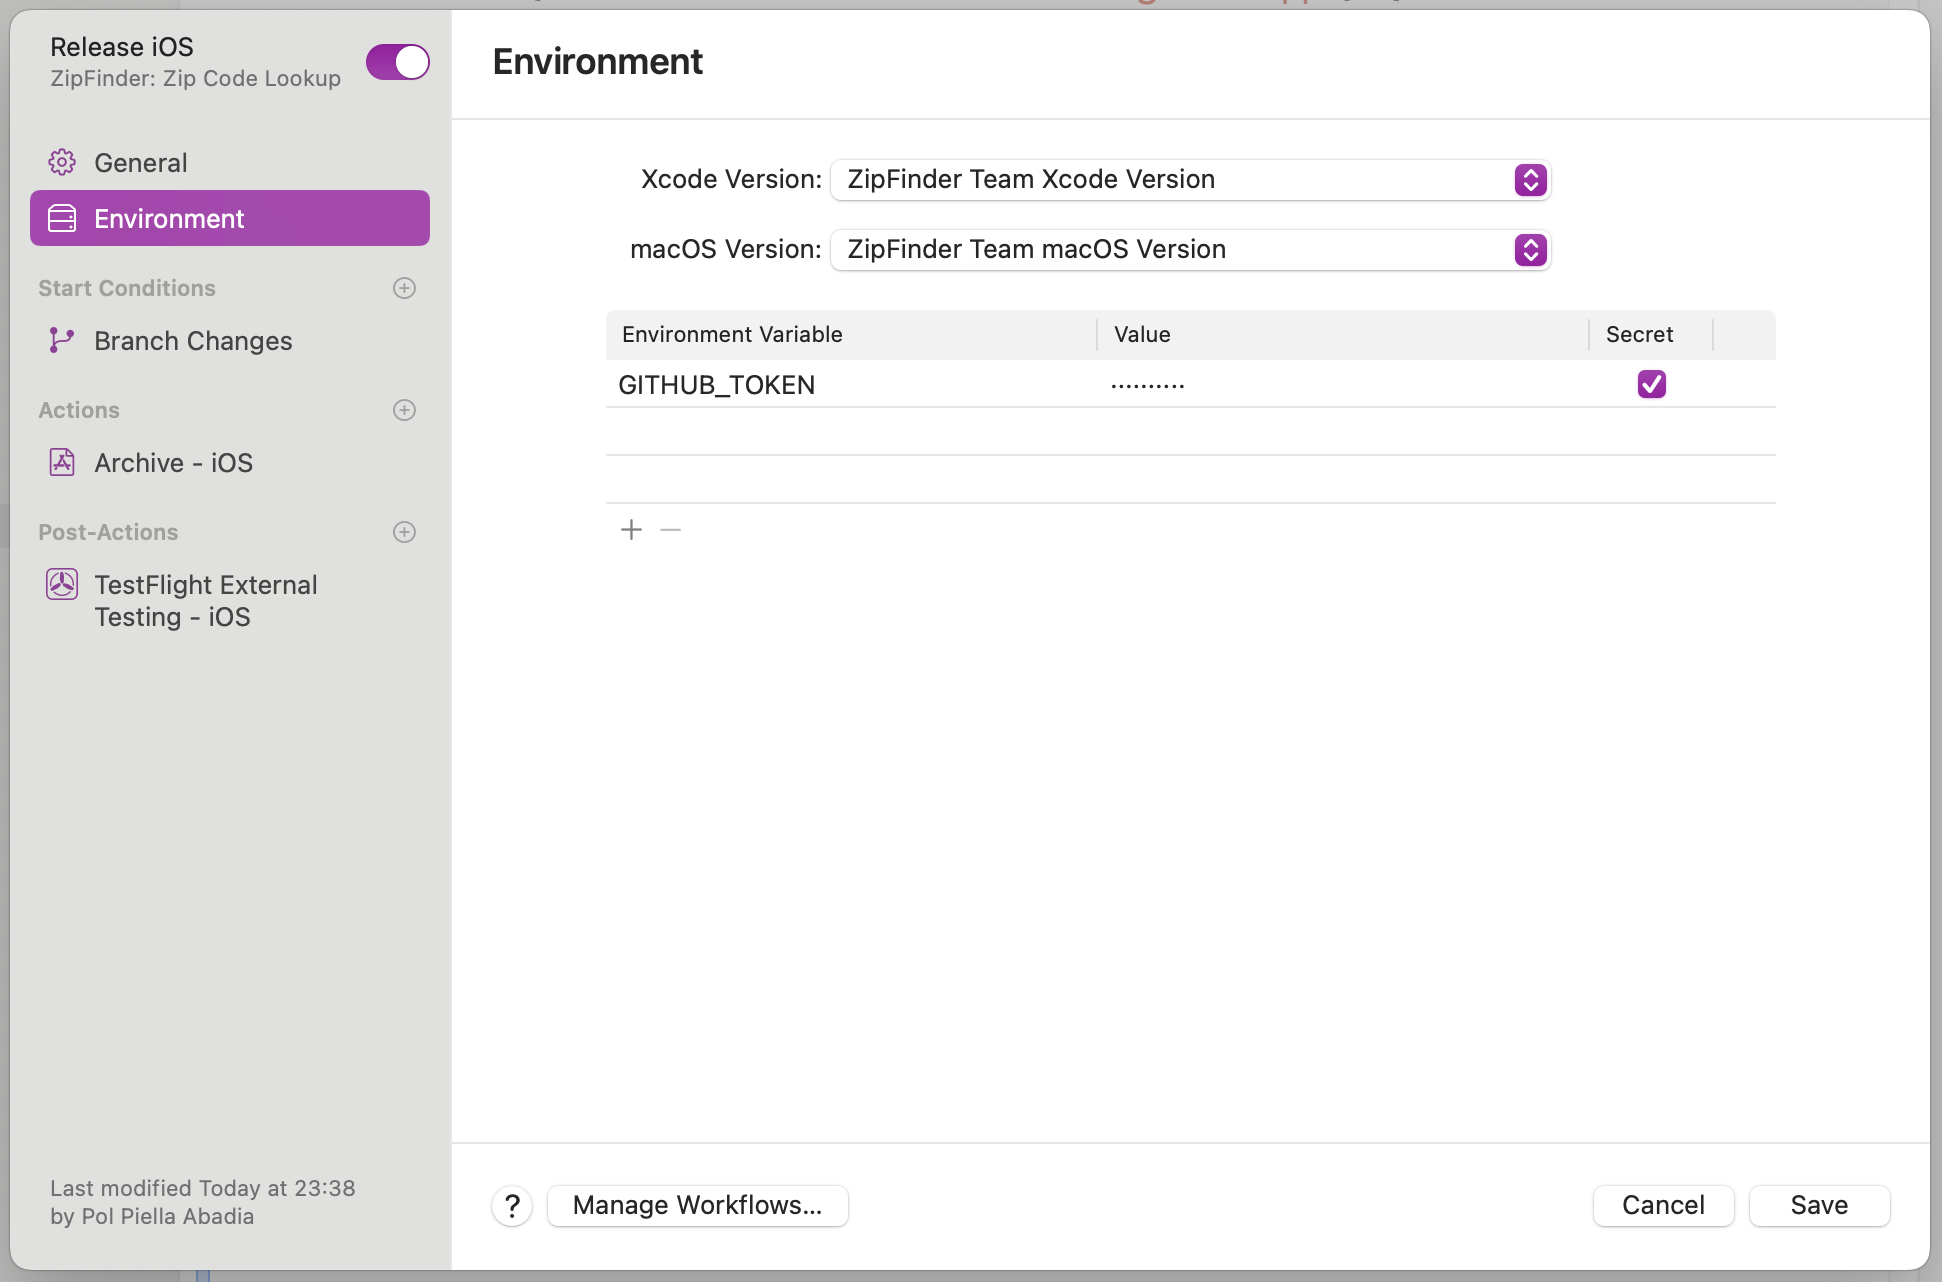 Release iOS
ZipFinder: Zip Code Lookup
General
Environment
Start Conditions
Branch Changes
Actions
Archive - iOS
Post-Actions
TestFlight External
Testing - iOS
Last modified Today at 23:38
by Pol Piella Abadia
Environment
Xcode Version: ZipFinder Team Xcode Version
macOS Version: ZipFinder Team macOS Version
Environment Variable Value Secret
GITHUB_TOKEN ••••••••••
? Manage Workflows... Cancel Save